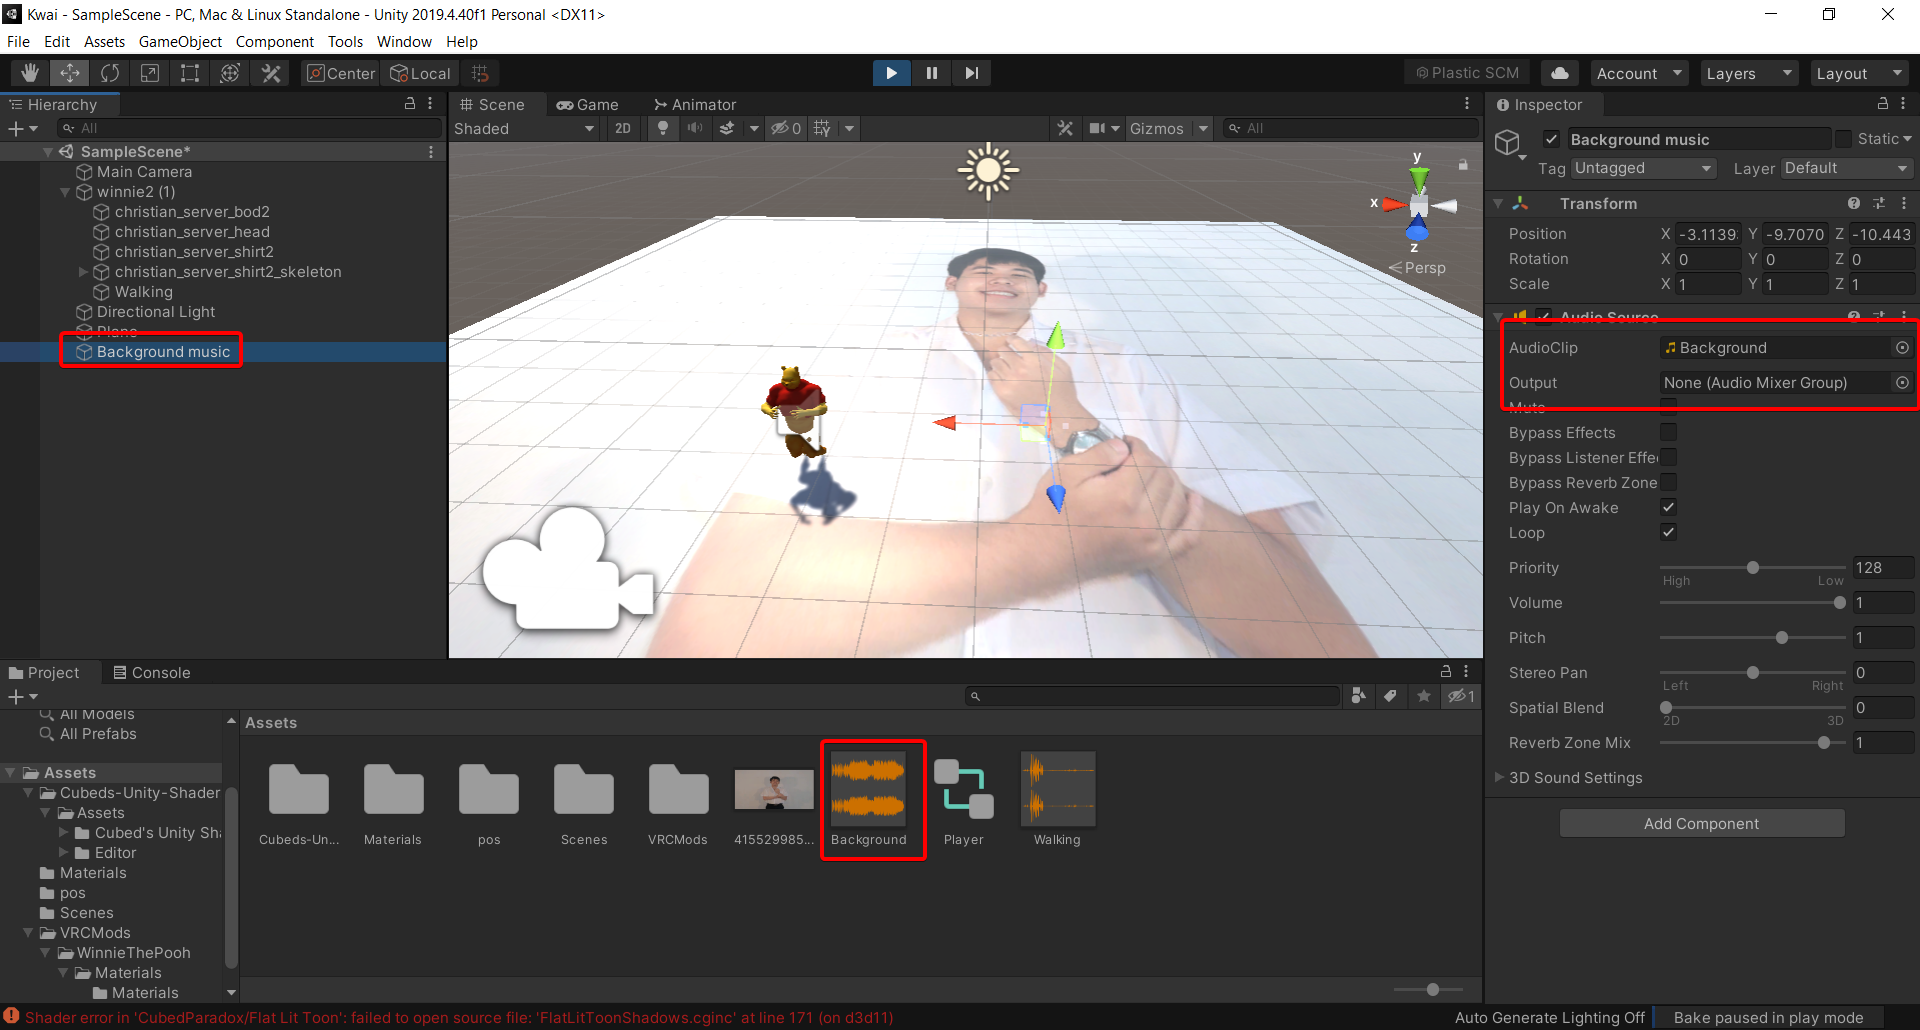 Kwai - SampleScene - PC, Mac & Linux Standalone - Unity 2019.4.40f1 Personal <DX11>
File Edit Assets GameObject Component Tools Window Help
Center Local Plastic SCM Account Layers Layout
Hierarchy
All
SampleScene*
Main Camera
winnie2 (1)
christian_server_bod2
christian_server_head
christian_server_shirt2
christian_server_shirt2_skeleton
Walking
Directional Light
Plane
Background music
Scene Game Animator
Shaded 2D 0 Gizmos All
y
x
z
Persp
Inspector
Background music Static
Tag Untagged Layer Default
Transform
Position X -3.1139 Y -9.7070 Z -10.443
Rotation X 0 Y 0 Z 0
Scale X 1 Y 1 Z 1
Audio Source
AudioClip Background
Output None (Audio Mixer Group)
Mute
Bypass Effects
Bypass Listener Effe
Bypass Reverb Zone
Play On Awake
Loop
Priority 128
High Low
Volume 1
Pitch 1
Stereo Pan 0
Left Right
Spatial Blend 0
2D 3D
Reverb Zone Mix 1
3D Sound Settings
Add Component
Project Console
1
All Models
All Prefabs
Assets
Cubeds-Unity-Shader
Assets
Cubed's Unity Sha
Editor
Materials
pos
Scenes
VRCMods
WinnieThePooh
Materials
Materials
Assets
Cubeds-Un... Materials pos Scenes VRCMods 415529985... Background Player Walking
Shader error in 'CubedParadox/Flat Lit Toon': failed to open source file: 'FlatLitToonShadows.cginc' at line 171 (on d3d11)
Auto Generate Lighting Off Bake paused in play mode